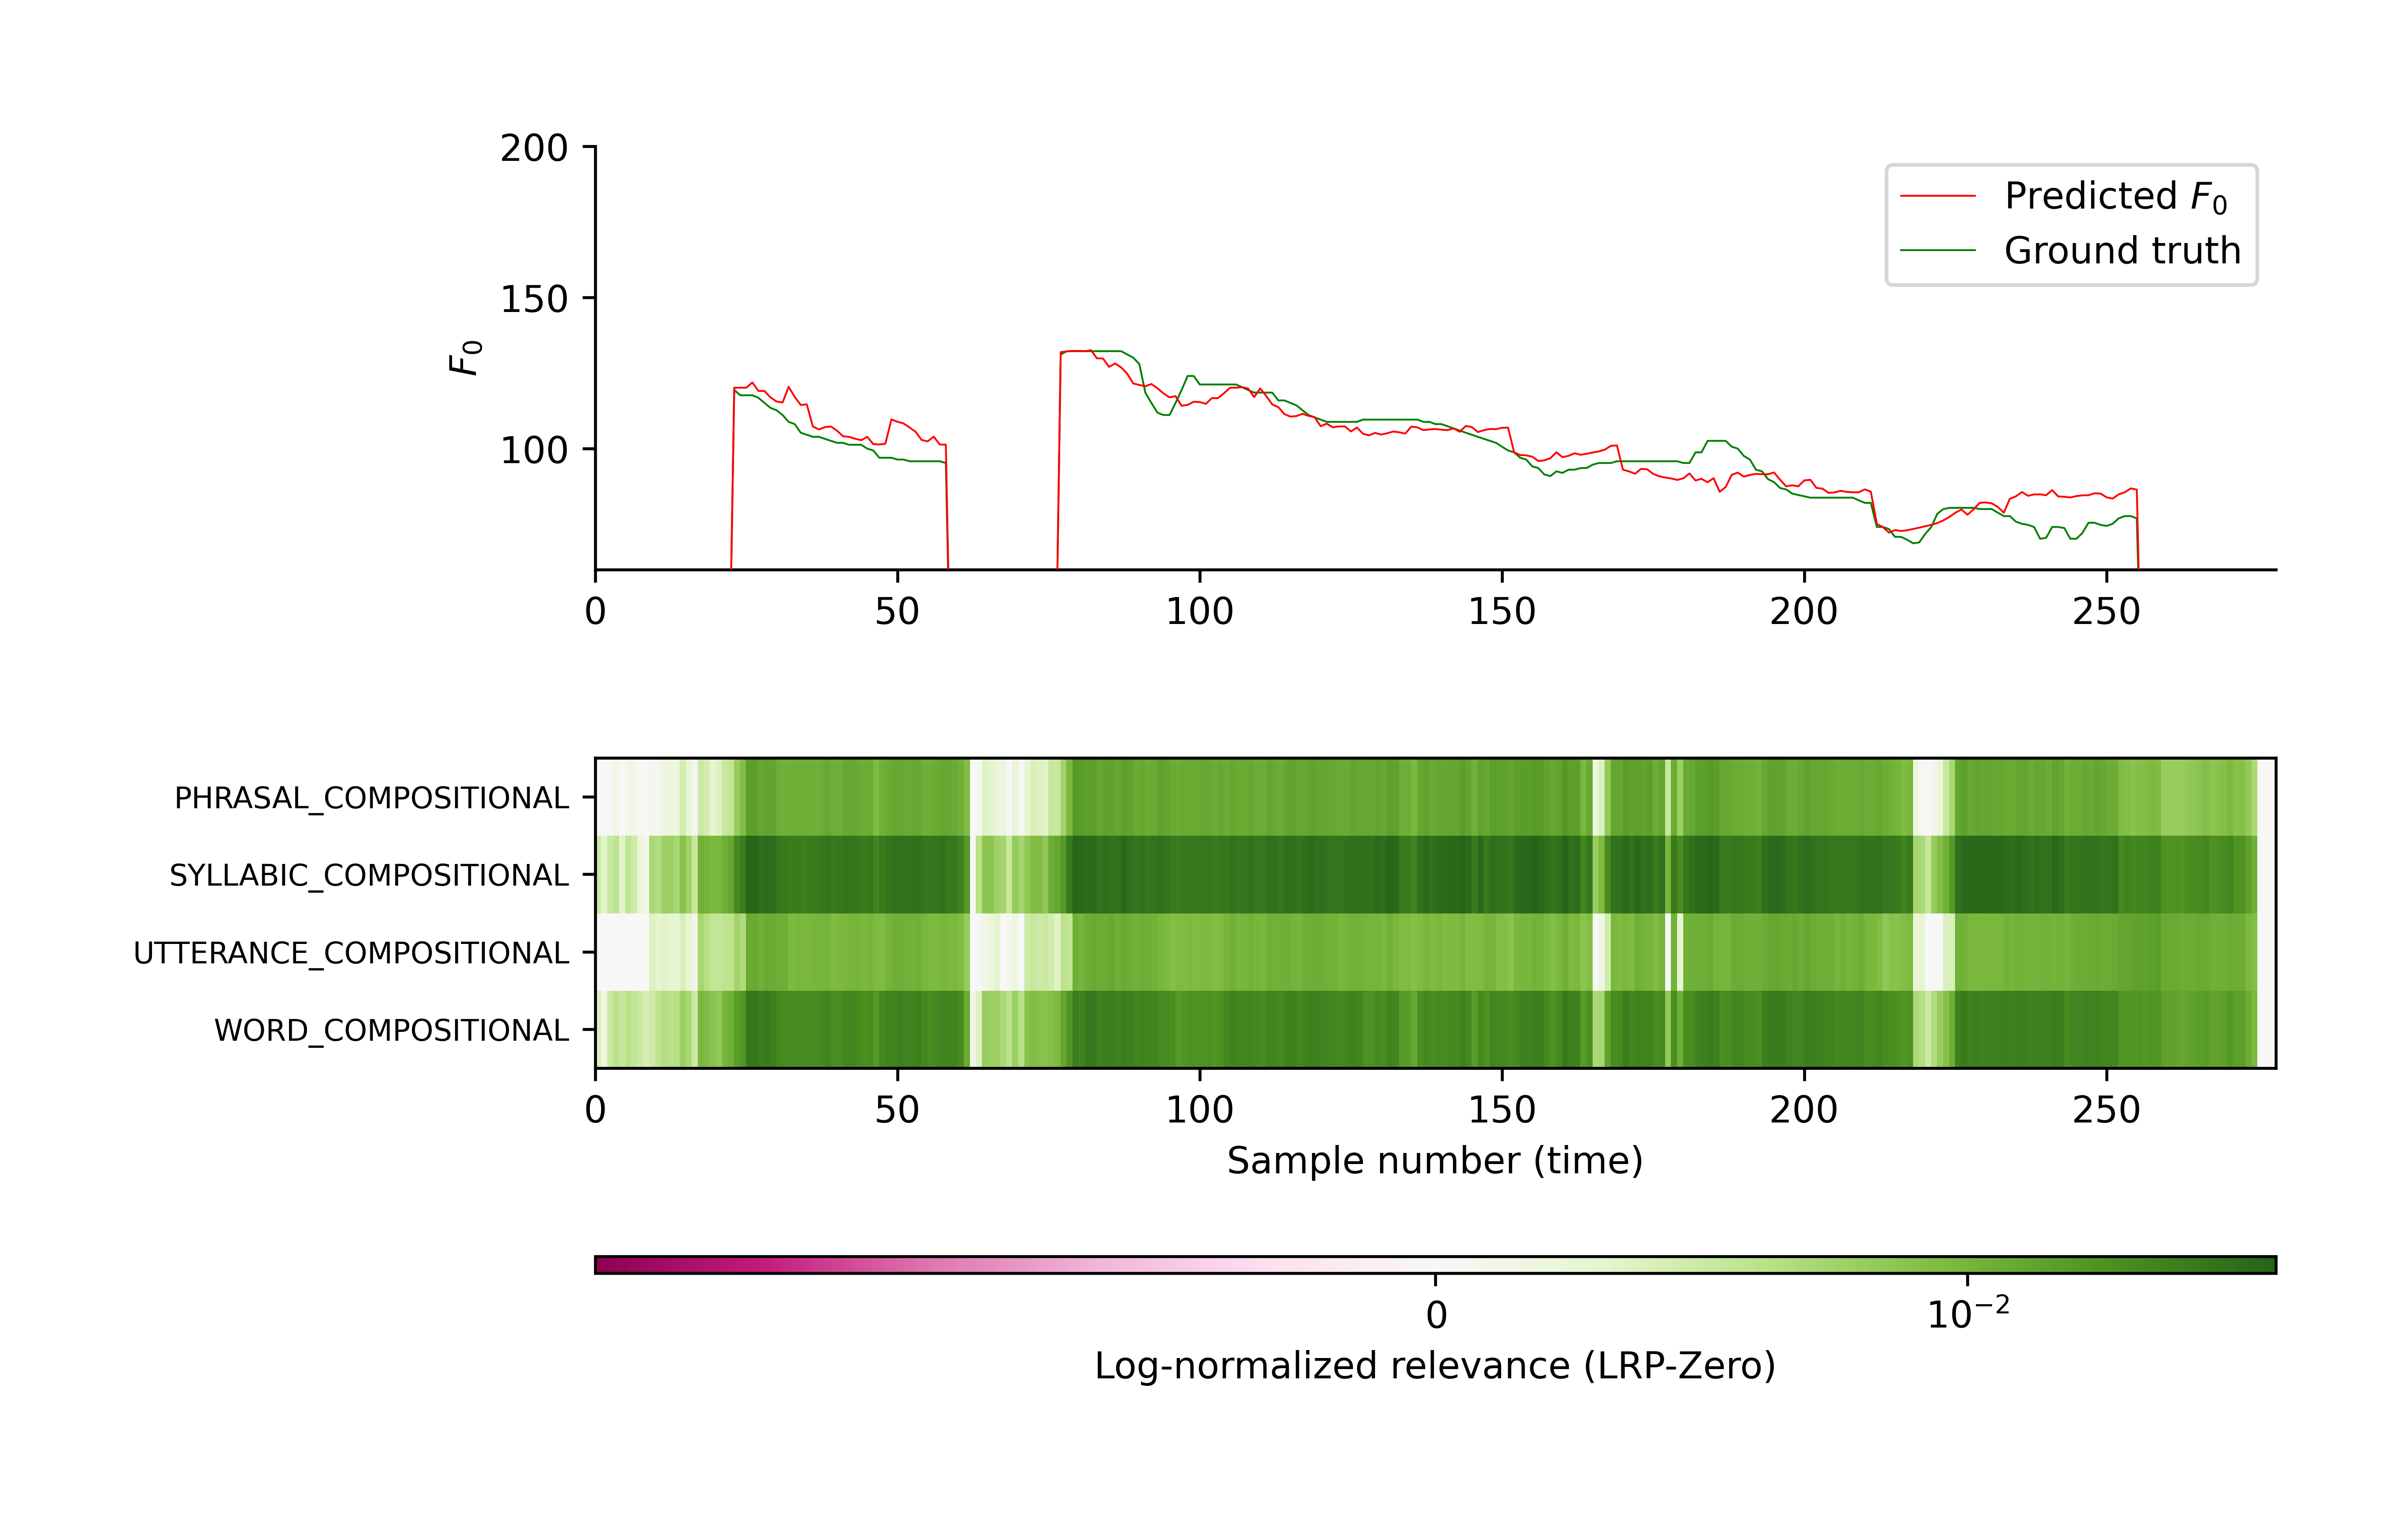 200
150
100
F₀
Predicted F₀
Ground truth
0 50 100 150 200 250
PHRASAL_COMPOSITIONAL
SYLLABIC_COMPOSITIONAL
UTTERANCE_COMPOSITIONAL
WORD_COMPOSITIONAL
0 50 100 150 200 250
Sample number (time)
0 10⁻²
Log-normalized relevance (LRP-Zero)